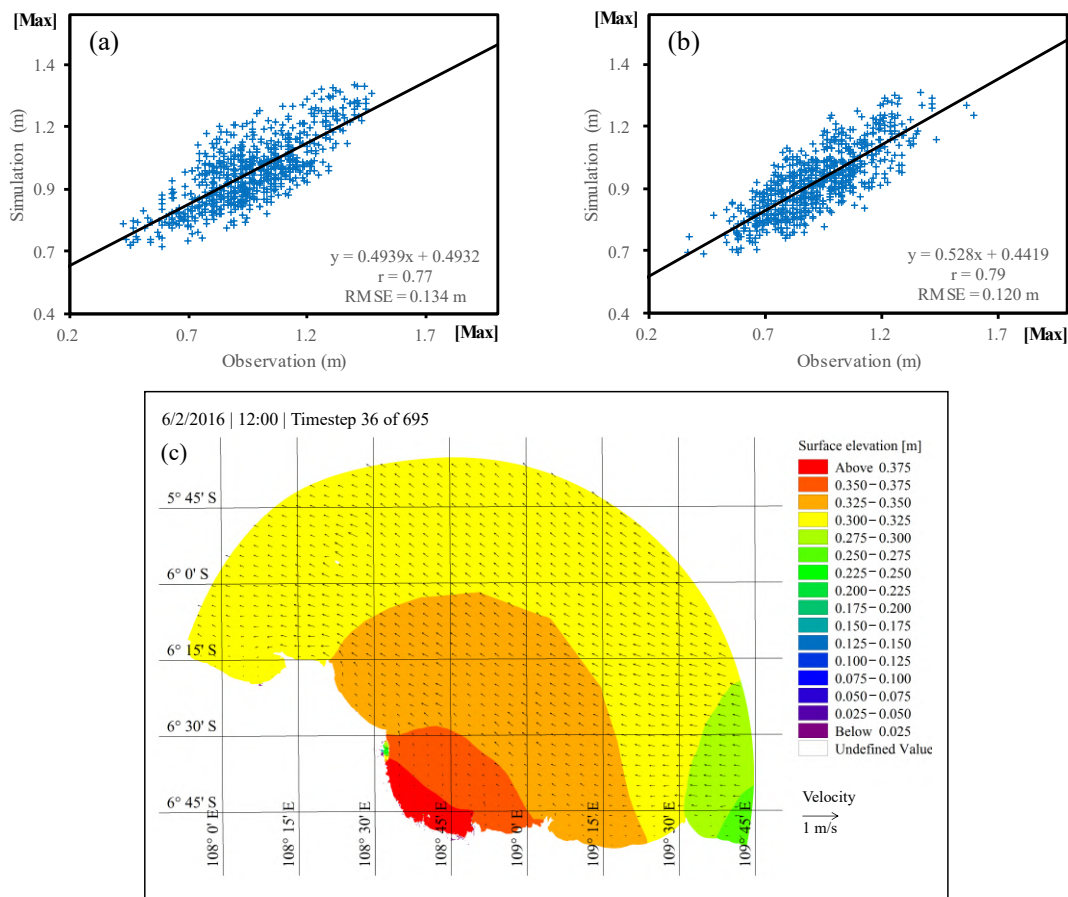 [Max]
(a)
1.4
1.2
0.9
0.7
0.4
Simulation (m)
y = 0.4939x + 0.4932
r = 0.77
RMSE = 0.134 m
0.2
0.7
1.2
1.7
[Max]
Observation (m)
[Max]
(b)
1.4
1.2
0.9
0.7
0.4
Simulation (m)
y = 0.528x + 0.4419
r = 0.79
RMSE = 0.120 m
0.2
0.7
1.2
1.7
[Max]
Observation (m)
6/2/2016 | 12:00 | Timestep 36 of 695
(c)
5° 45' S
6° 0' S
6° 15' S
6° 30' S
6° 45' S
108° 0' E
108° 15' E
108° 30' E
108° 45' E
109° 0' E
109° 15' E
109° 30' E
109° 45' E
Surface elevation [m]
Above 0.375
0.350–0.375
0.325–0.350
0.300–0.325
0.275–0.300
0.250–0.275
0.225–0.250
0.200–0.225
0.175–0.200
0.150–0.175
0.125–0.150
0.100–0.125
0.075–0.100
0.050–0.075
0.025–0.050
Below 0.025
Undefined Value
Velocity
1 m/s